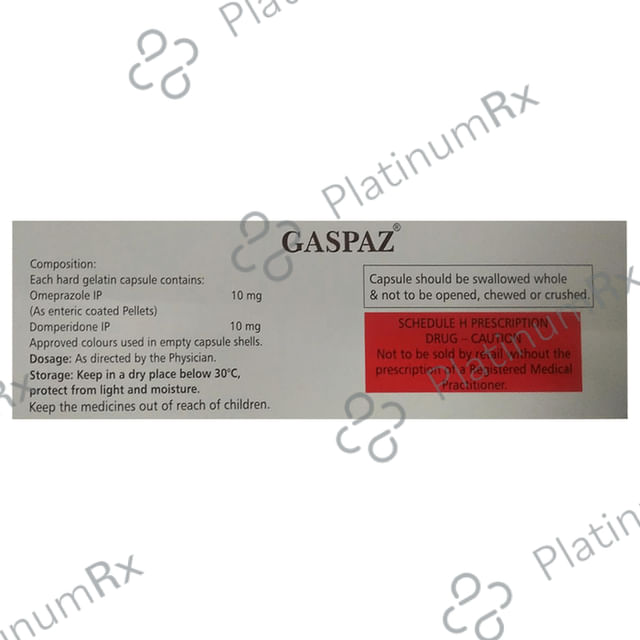 PlatinumRx
PlatinumRx
GASPAZ®
Composition:
Each hard gelatin capsule contains:
Omeprazole IP 10 mg
(As enteric coated Pellets)
Domperidone IP 10 mg
Approved colours used in empty capsule shells.
Dosage: As directed by the Physician.
Storage: Keep in a dry place below 30°C,
protect from light and moisture.
Keep the medicines out of reach of children.
Capsule should be swallowed whole
& not to be opened, chewed or crushed.
SCHEDULE H PRESCRIPTION
DRUG – CAUTION
Not to be sold by retail without the
prescription of a Registered Medical
Practitioner.
PlatinumRx
Rx
inumRx
Platin